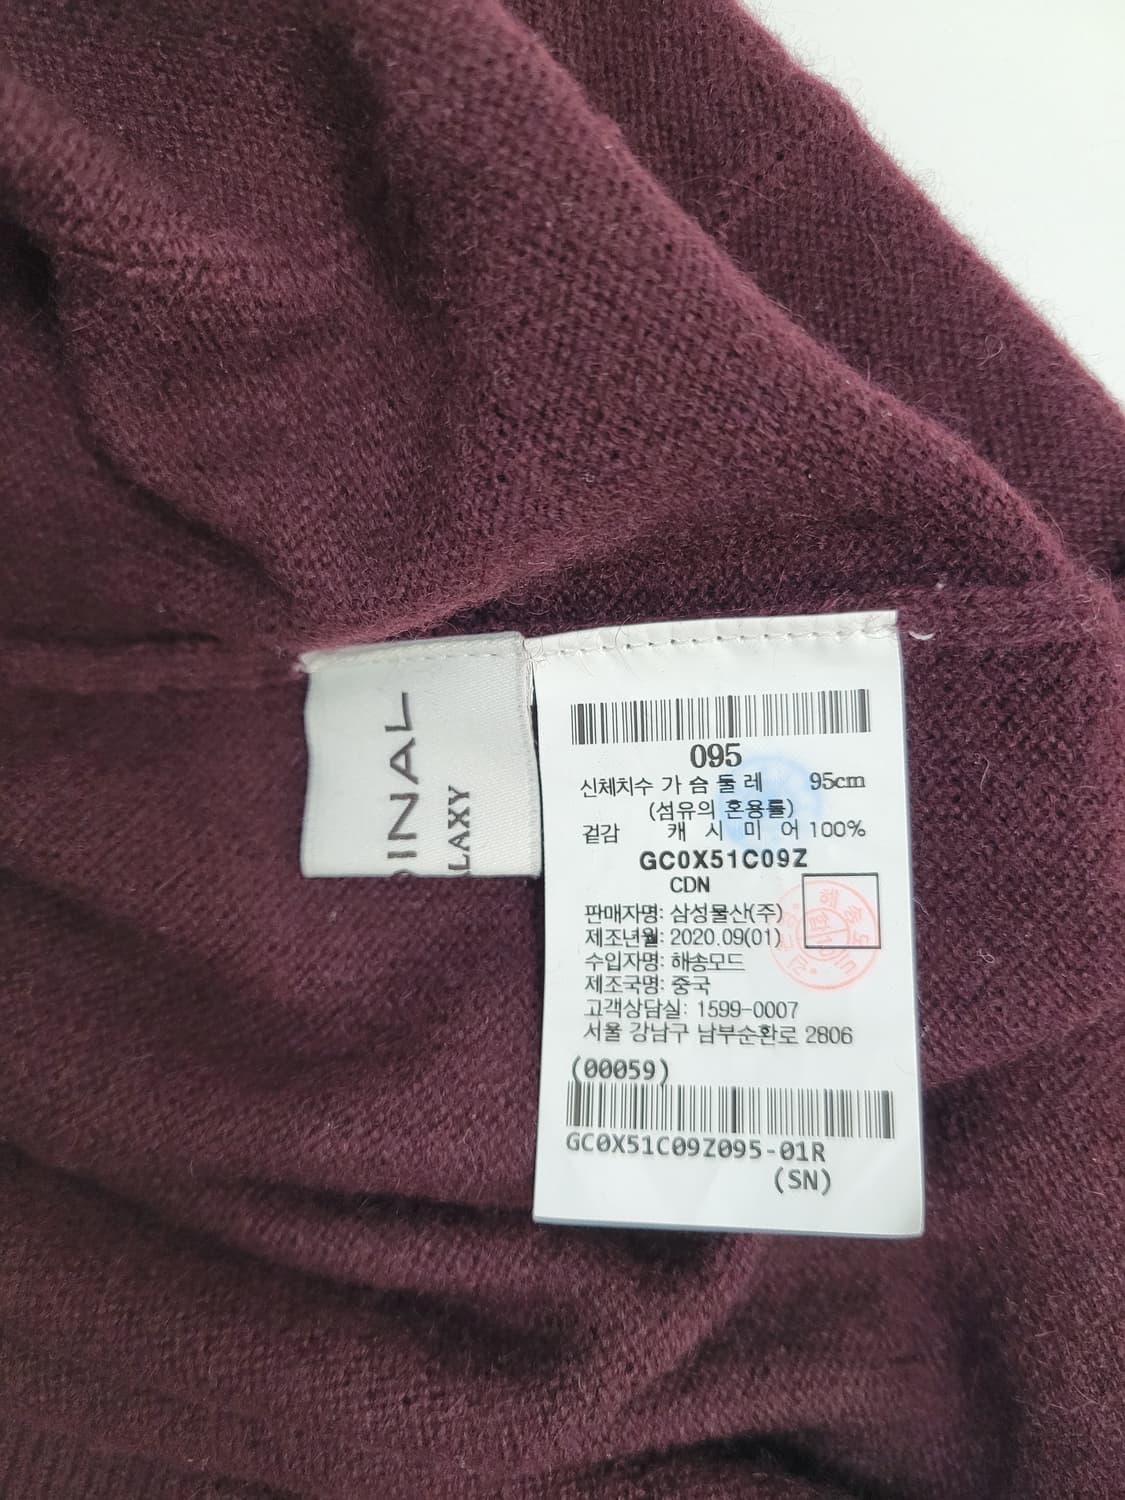 INAL
LAXY
095
신체치수 가 슴 둘 레 95cm
(섬유의 혼용률)
겉감 캐 시 미 어 100%
GC0X51C09Z
CDN
판매자명: 삼성물산(주)
제조년월: 2020.09(01)
수입자명: 해송모드
제조국명: 중국
고객상담실: 1599-0007
서울 강남구 남부순환로 2806
(00059)
GC0X51C09Z095-01R
(SN)